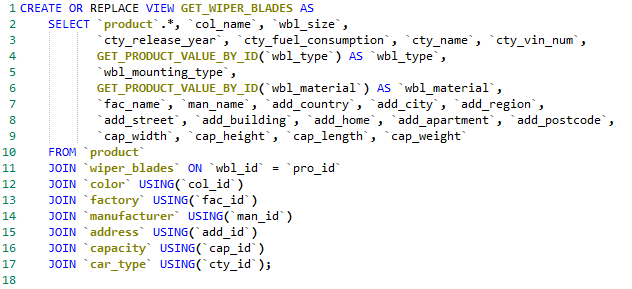 1 CREATE OR REPLACE VIEW GET_WIPER_BLADES AS
2 SELECT `product`.*, `col_name`, `wbl_size`,
3 `cty_release_year`, `cty_fuel_consumption`, `cty_name`, `cty_vin_num`,
4 GET_PRODUCT_VALUE_BY_ID(`wbl_type`) AS `wbl_type`,
5 `wbl_mounting_type`,
6 GET_PRODUCT_VALUE_BY_ID(`wbl_material`) AS `wbl_material`,
7 `fac_name`, `man_name`, `add_country`, `add_city`, `add_region`,
8 `add_street`, `add_building`, `add_home`, `add_apartment`, `add_postcode`,
9 `cap_width`, `cap_height`, `cap_length`, `cap_weight`
10 FROM `product`
11 JOIN `wiper_blades` ON `wbl_id` = `pro_id`
12 JOIN `color` USING(`col_id`)
13 JOIN `factory` USING(`fac_id`)
14 JOIN `manufacturer` USING(`man_id`)
15 JOIN `address` USING(`add_id`)
16 JOIN `capacity` USING(`cap_id`)
17 JOIN `car_type` USING(`cty_id`);
18